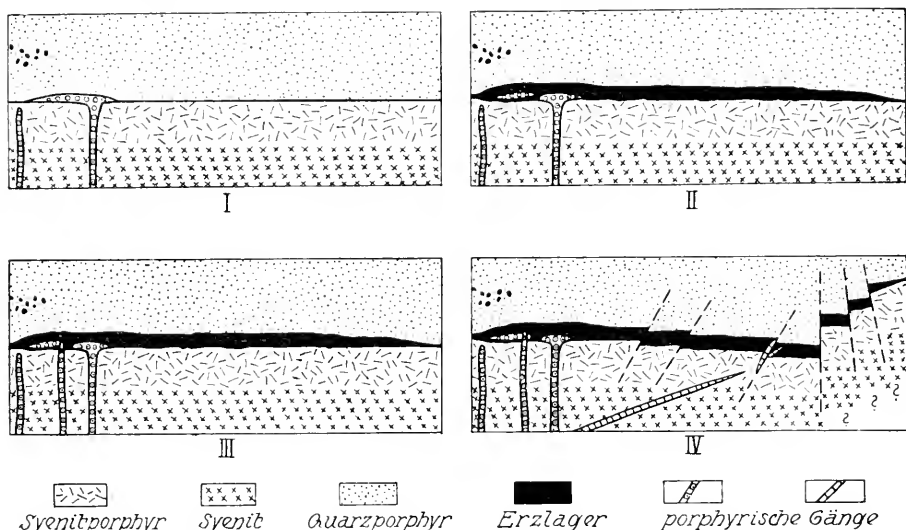 I
II
? ? ?
III
IV
Syenitporphyr Syenit Quarzporphyr Erzlager porphyrische Gänge